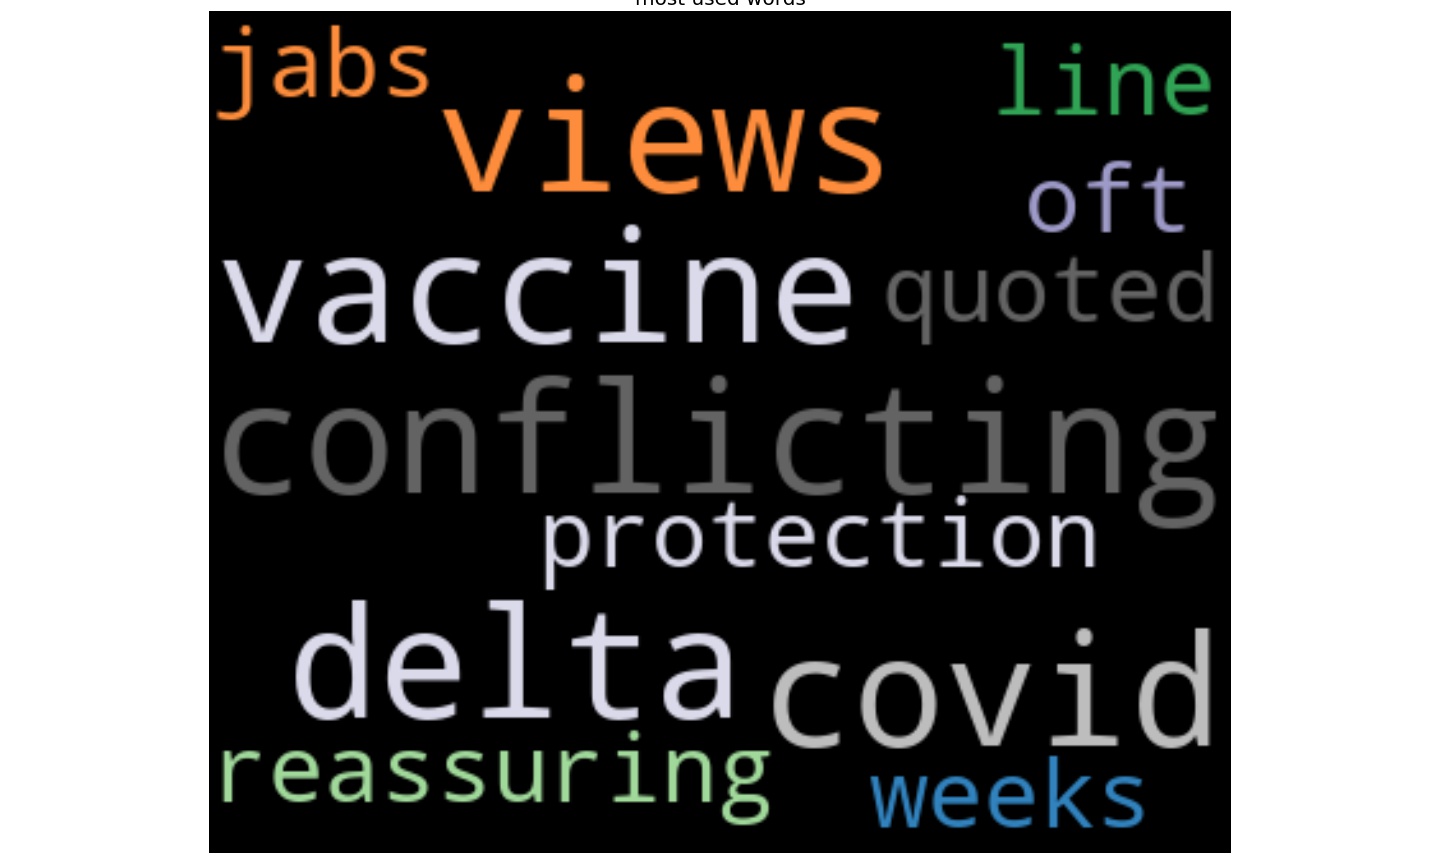 most used words
jabs
views
line
oft
vaccine
quoted
conflicting
protection
delta
covid
reassuring
weeks